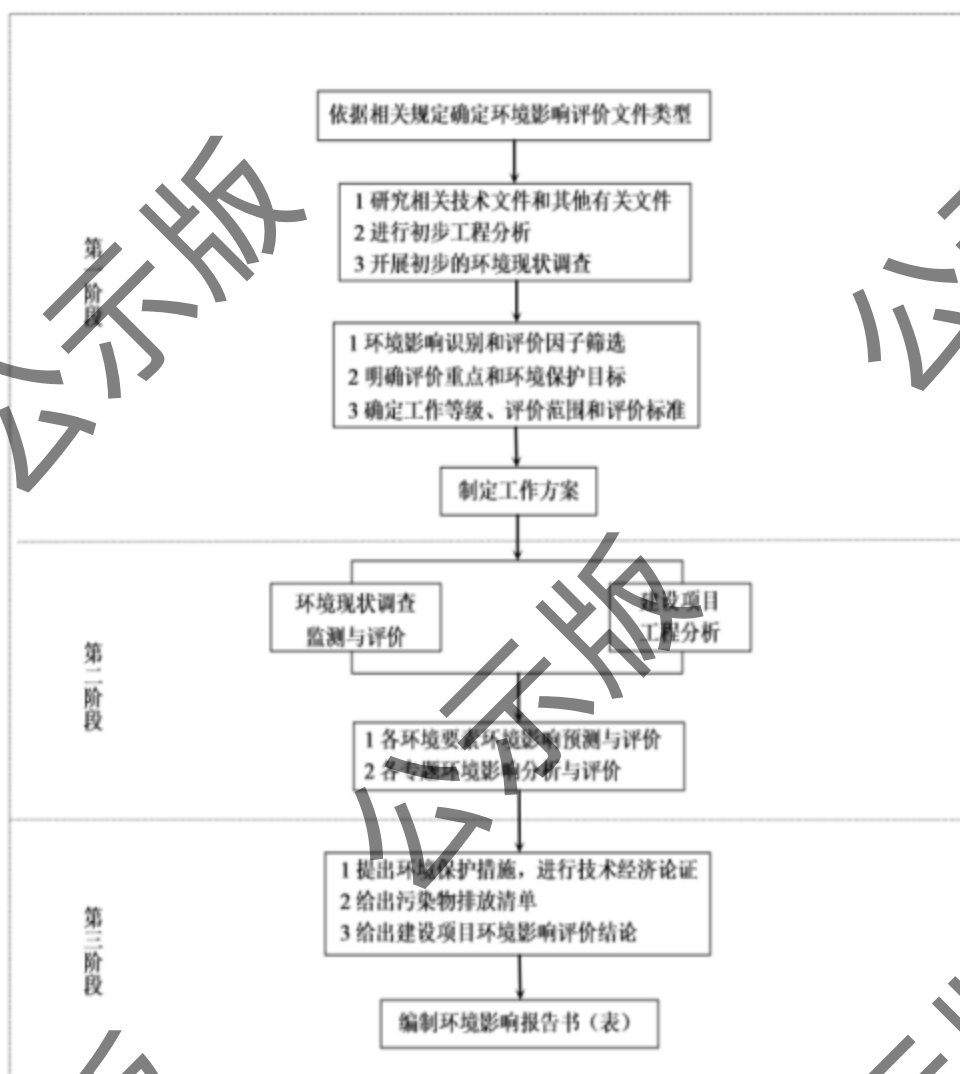 依据相关规定确定环境影响评价文件类型
1 研究相关技术文件和其他有关文件
2 进行初步工程分析
3 开展初步的环境现状调查
第一阶段
1 环境影响识别和评价因子筛选
2 明确评价重点和环境保护目标
3 确定工作等级、评价范围和评价标准
制定工作方案
环境现状调查
监测与评价
建设项目
工程分析
第二阶段
1 各环境要素环境影响预测与评价
2 各专题环境影响分析与评价
1 提出环境保护措施，进行技术经济论证
2 给出污染物排放清单
3 给出建设项目环境影响评价结论
第三阶段
编制环境影响报告书（表）
公示版
公示版